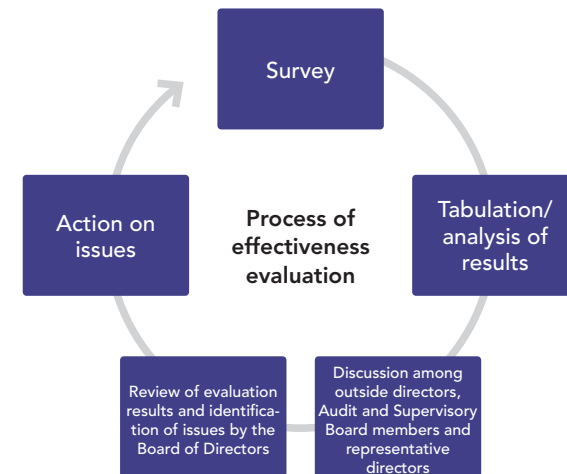 Survey
Tabulation/
analysis of
results
Discussion among
outside directors,
Audit and Supervisory
Board members and
representative
directors
Review of evaluation
results and identifica-
tion of issues by the
Board of Directors
Action on
issues
Process of
effectiveness
evaluation